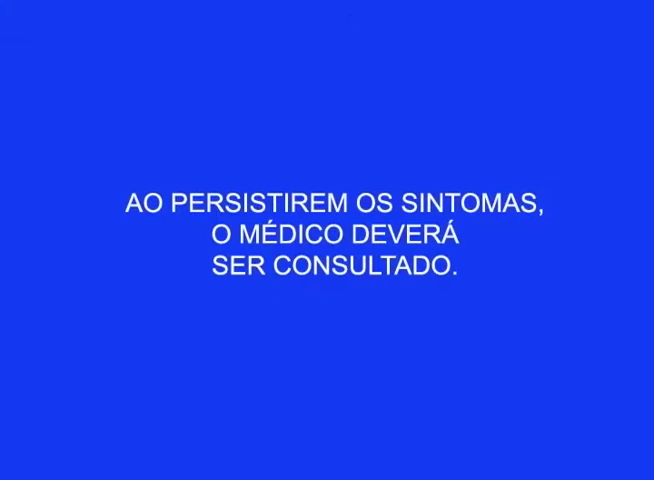 AO PERSISTIREM OS SINTOMAS,
O MÉDICO DEVERÁ
SER CONSULTADO.